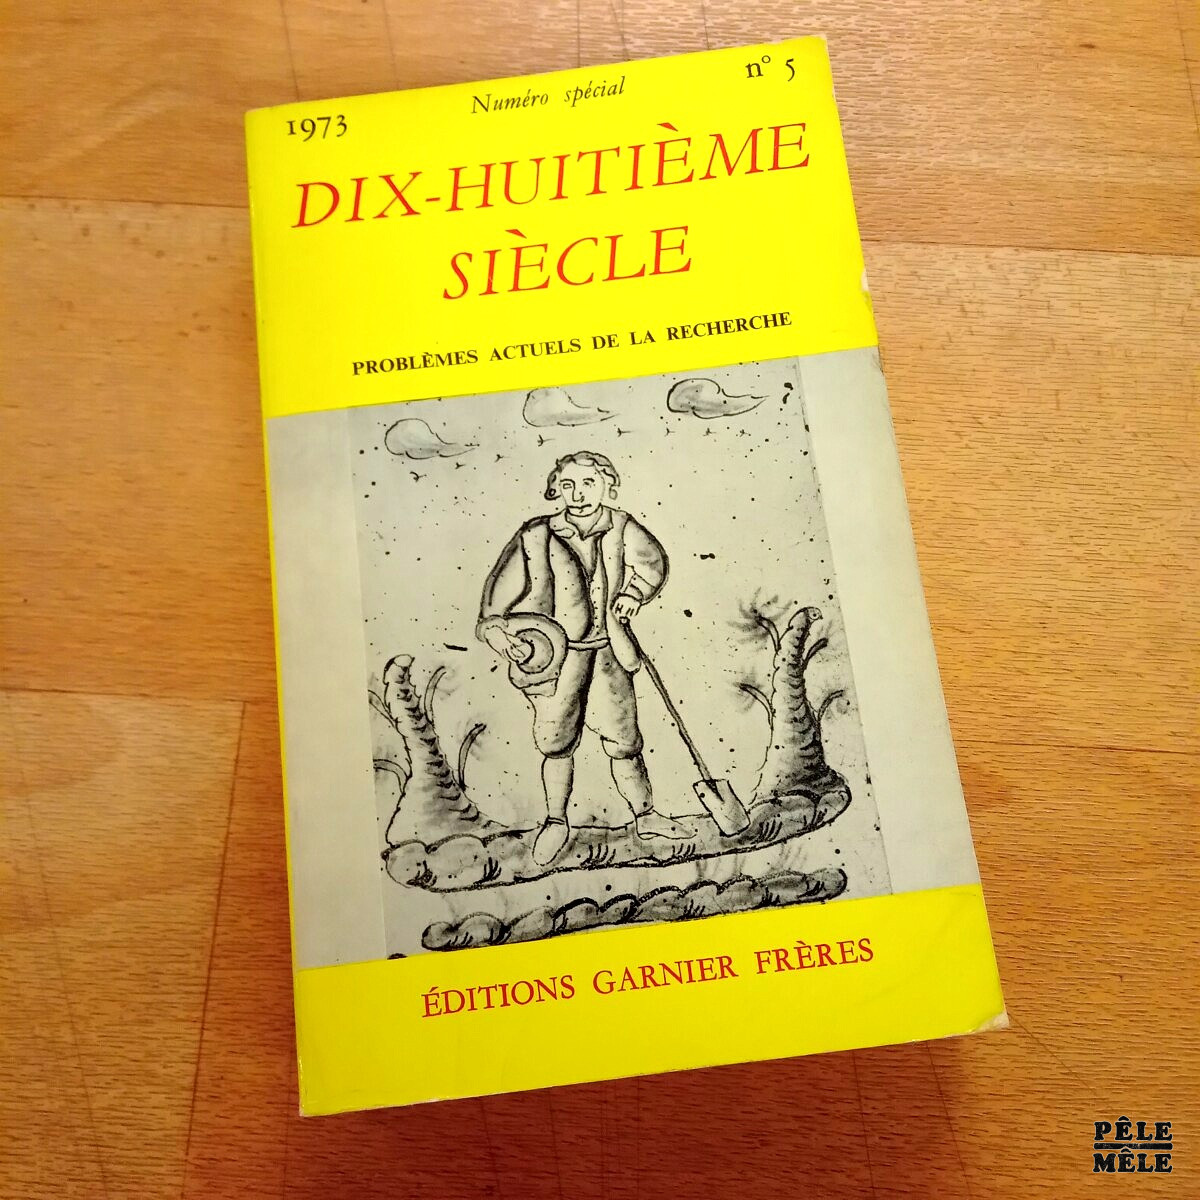 1973
Numéro spécial
n° 5
DIX-HUITIÈME
SIÈCLE
PROBLÈMES ACTUELS DE LA RECHERCHE
ÉDITIONS GARNIER FRÈRES
PÊLE
MÊLE